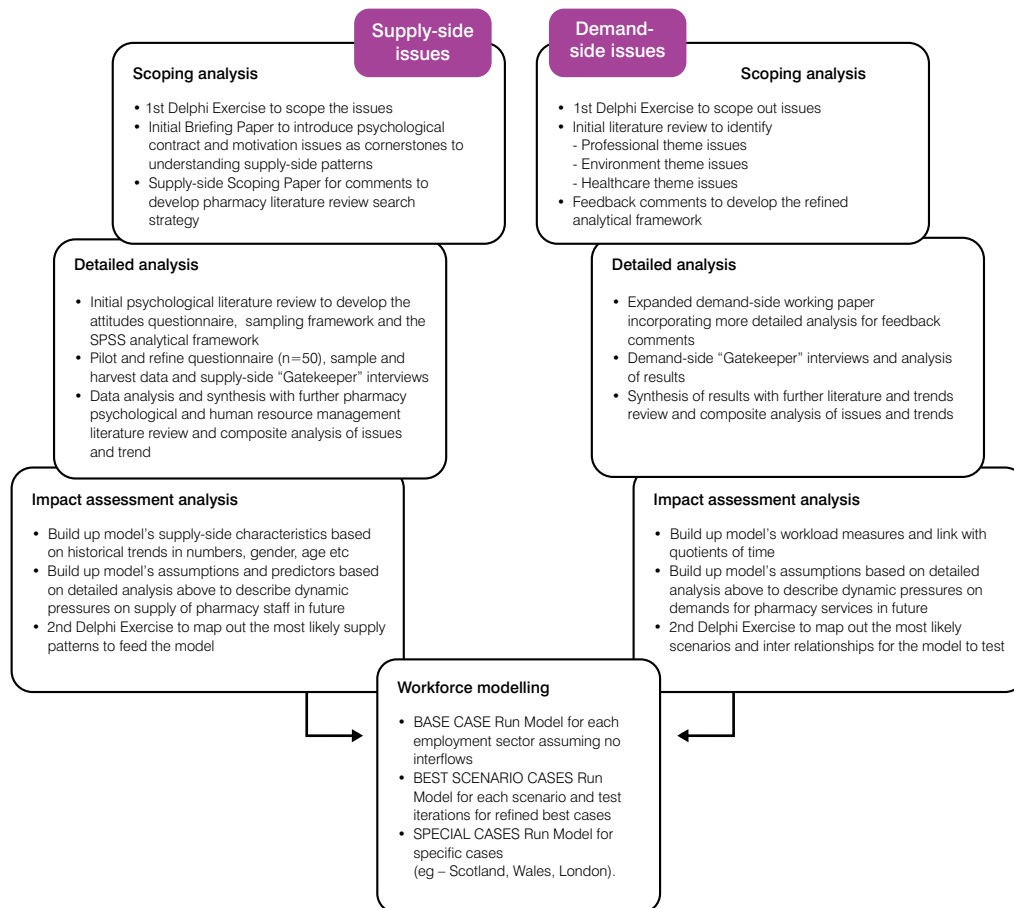 Supply-side
issues
Scoping analysis
• 1st Delphi Exercise to scope the issues
• Initial Briefing Paper to introduce psychological
contract and motivation issues as cornerstones to
understanding supply-side patterns
• Supply-side Scoping Paper for comments to
develop pharmacy literature review search
strategy
Detailed analysis
• Initial psychological literature review to develop the
attitudes questionnaire, sampling framework and the
SPSS analytical framework
• Pilot and refine questionnaire (n=50), sample and
harvest data and supply-side “Gatekeeper” interviews
• Data analysis and synthesis with further pharmacy
psychological and human resource management
literature review and composite analysis of issues
and trend
Impact assessment analysis
• Build up model’s supply-side characteristics based
on historical trends in numbers, gender, age etc
• Build up model’s assumptions and predictors based
on detailed analysis above to describe dynamic
pressures on supply of pharmacy staff in future
• 2nd Delphi Exercise to map out the most likely supply
patterns to feed the model
Demand-
side issues
Scoping analysis
• 1st Delphi Exercise to scope out issues
• Initial literature review to identify
- Professional theme issues
- Environment theme issues
- Healthcare theme issues
• Feedback comments to develop the refined
analytical framework
Detailed analysis
• Expanded demand-side working paper
incorporating more detailed analysis for feedback
comments
• Demand-side “Gatekeeper” interviews and analysis
of results
• Synthesis of results with further literature and trends
review and composite analysis of issues and trends
Impact assessment analysis
• Build up model’s workload measures and link with
quotients of time
• Build up model’s assumptions based on detailed
analysis above to describe dynamic pressures on
demands for pharmacy services in future
• 2nd Delphi Exercise to map out the most likely
scenarios and inter relationships for the model to test
Workforce modelling
• BASE CASE Run Model for each
employment sector assuming no
interflows
• BEST SCENARIO CASES Run
Model for each scenario and test
iterations for refined best cases
• SPECIAL CASES Run Model for
specific cases
(eg – Scotland, Wales, London).